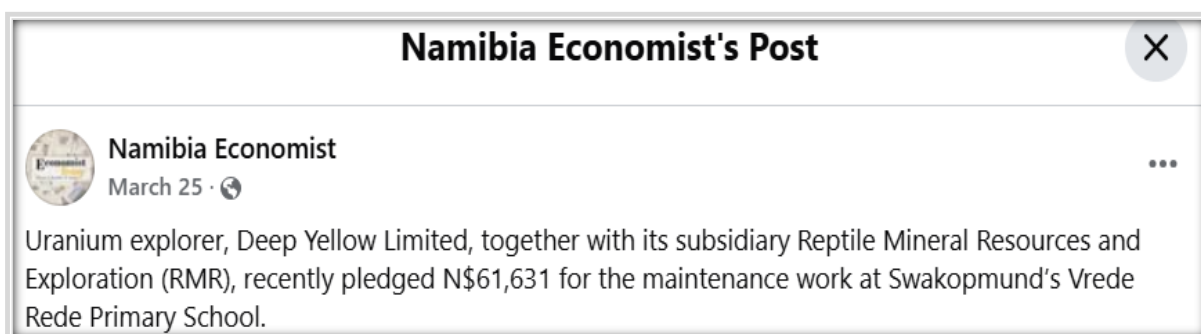 Namibia Economist's Post
Economist
Namibia Economist
March 25 ·
Uranium explorer, Deep Yellow Limited, together with its subsidiary Reptile Mineral Resources and
Exploration (RMR), recently pledged N$61,631 for the maintenance work at Swakopmund's Vrede
Rede Primary School.